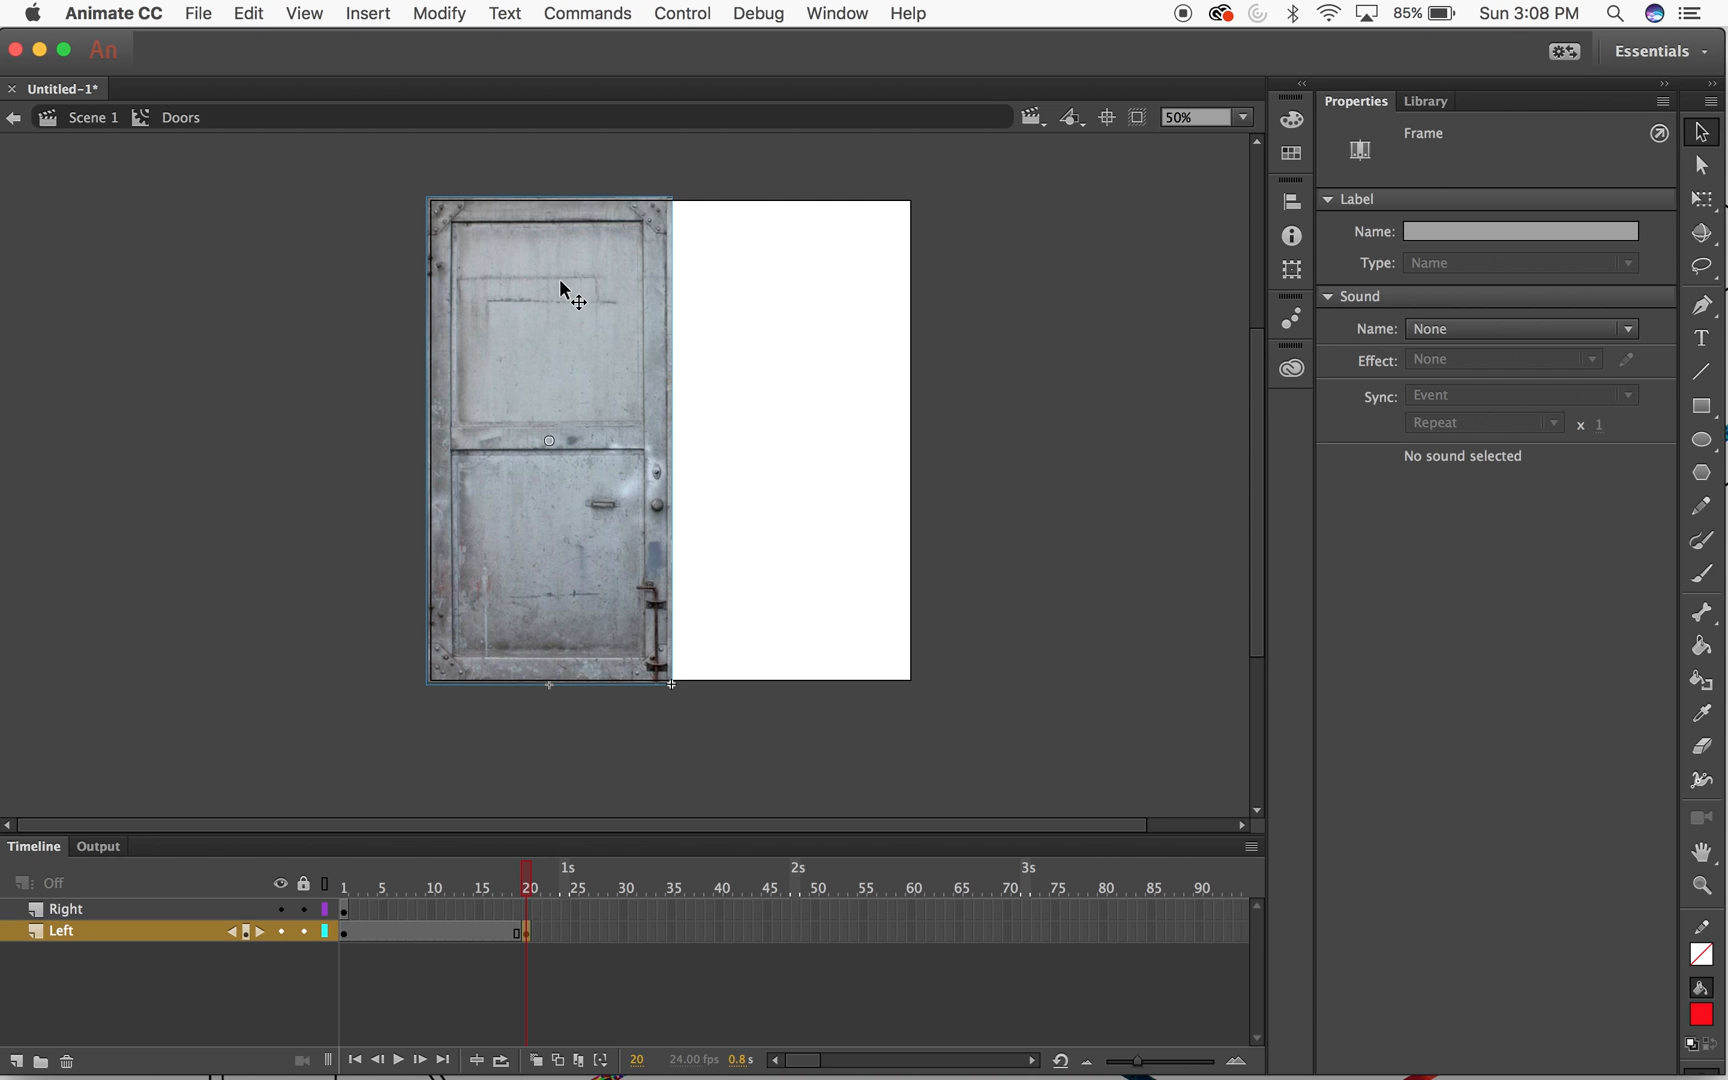 Animate CC File Edit View Insert Modify Text Commands Control Debug Window Help 85% Sun 3:08 PM
An Essentials
× Untitled-1*
Scene 1 Doors 50%
Properties Library
Frame
Label
Name:
Type: Name
Sound
Name: None
Effect: None
Sync: Event
Repeat x 1
No sound selected
T
Timeline Output
1s 2s 3s
Off 1 5 10 15 20 25 30 35 40 45 50 55 60 65 70 75 80 85 90
Right
Left
20 24.00 fps 0.8 s